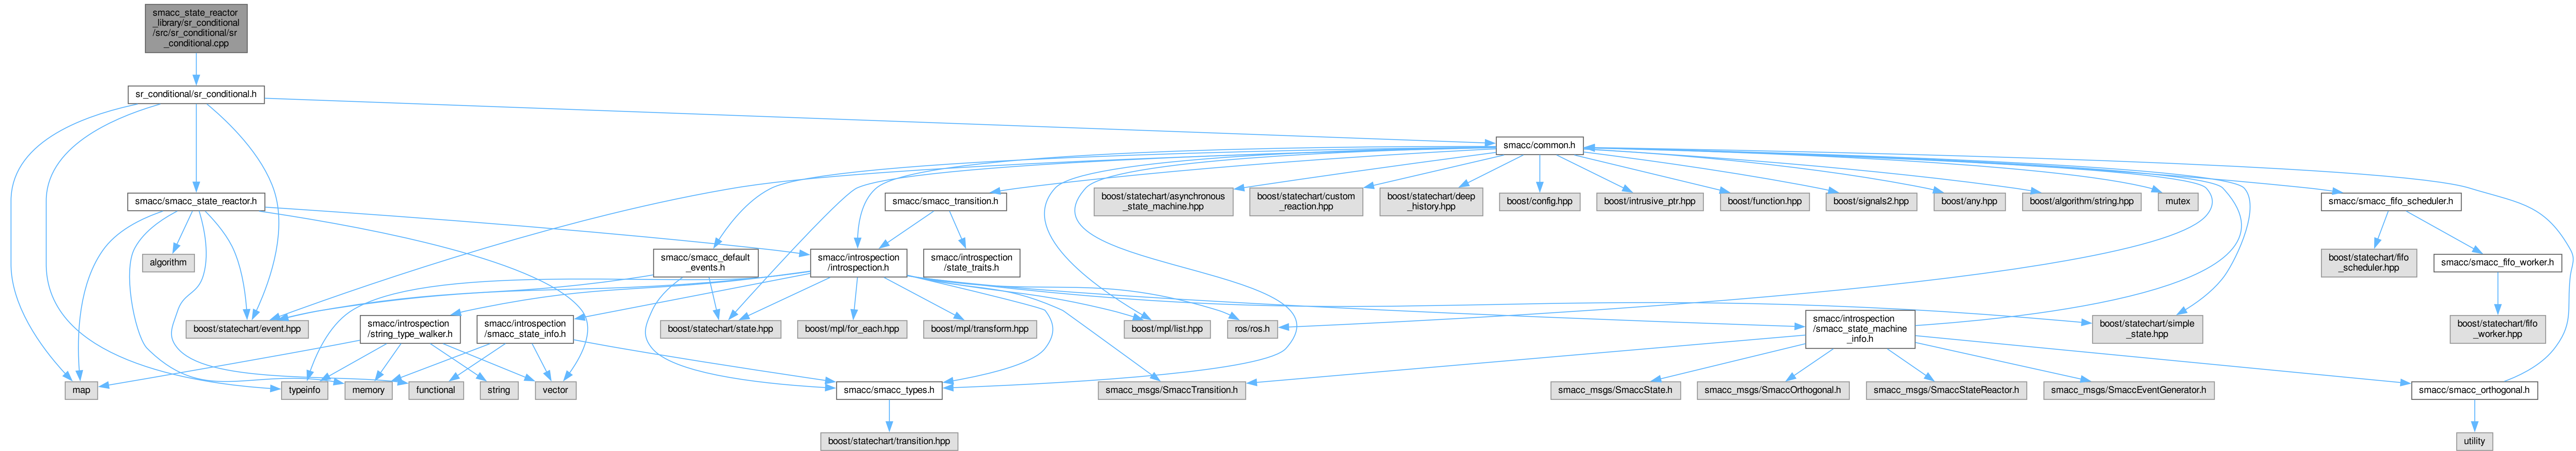 smacc_state_reactor
_library/sr_conditional
/src/sr_conditional/sr
_conditional.cpp
sr_conditional/sr_conditional.h
smacc/common.h
smacc/smacc_state_reactor.h
smacc/smacc_transition.h
boost/statechart/asynchronous
_state_machine.hpp
boost/statechart/custom
_reaction.hpp
boost/statechart/deep
_history.hpp
boost/config.hpp
boost/intrusive_ptr.hpp
boost/function.hpp
boost/signals2.hpp
boost/any.hpp
boost/algorithm/string.hpp
mutex
smacc/smacc_fifo_scheduler.h
algorithm
smacc/smacc_default
_events.h
smacc/introspection
/introspection.h
smacc/introspection
/state_traits.h
boost/statechart/fifo
_scheduler.hpp
smacc/smacc_fifo_worker.h
boost/statechart/event.hpp
smacc/introspection
/string_type_walker.h
smacc/introspection
/smacc_state_info.h
boost/statechart/state.hpp
boost/mpl/for_each.hpp
boost/mpl/transform.hpp
boost/mpl/list.hpp
ros/ros.h
smacc/introspection
/smacc_state_machine
_info.h
boost/statechart/simple
_state.hpp
boost/statechart/fifo
_worker.hpp
map
typeinfo
memory
functional
string
vector
smacc/smacc_types.h
smacc_msgs/SmaccTransition.h
smacc_msgs/SmaccState.h
smacc_msgs/SmaccOrthogonal.h
smacc_msgs/SmaccStateReactor.h
smacc_msgs/SmaccEventGenerator.h
smacc/smacc_orthogonal.h
boost/statechart/transition.hpp
utility